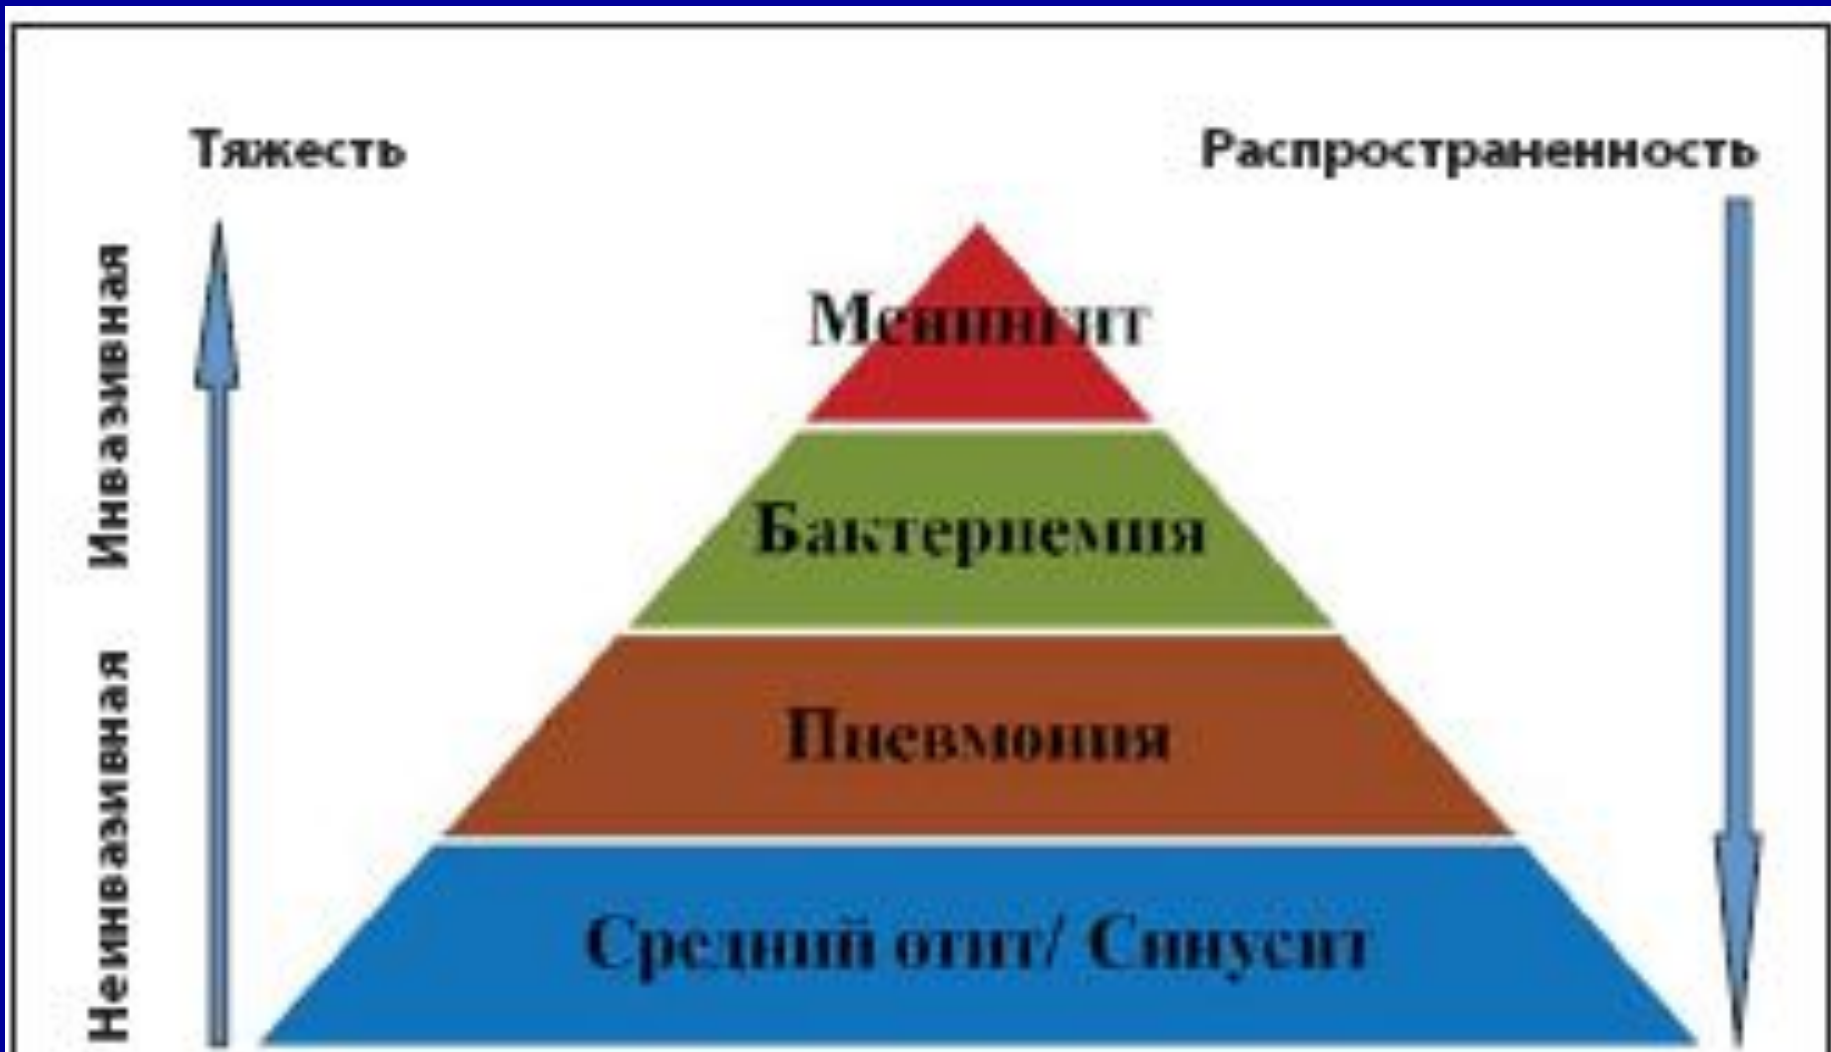 Тяжесть
Распространенность
Инвазивная
Неинвазивная
Менингит
Бактериемия
Пневмония
Средний отит/ Синусит